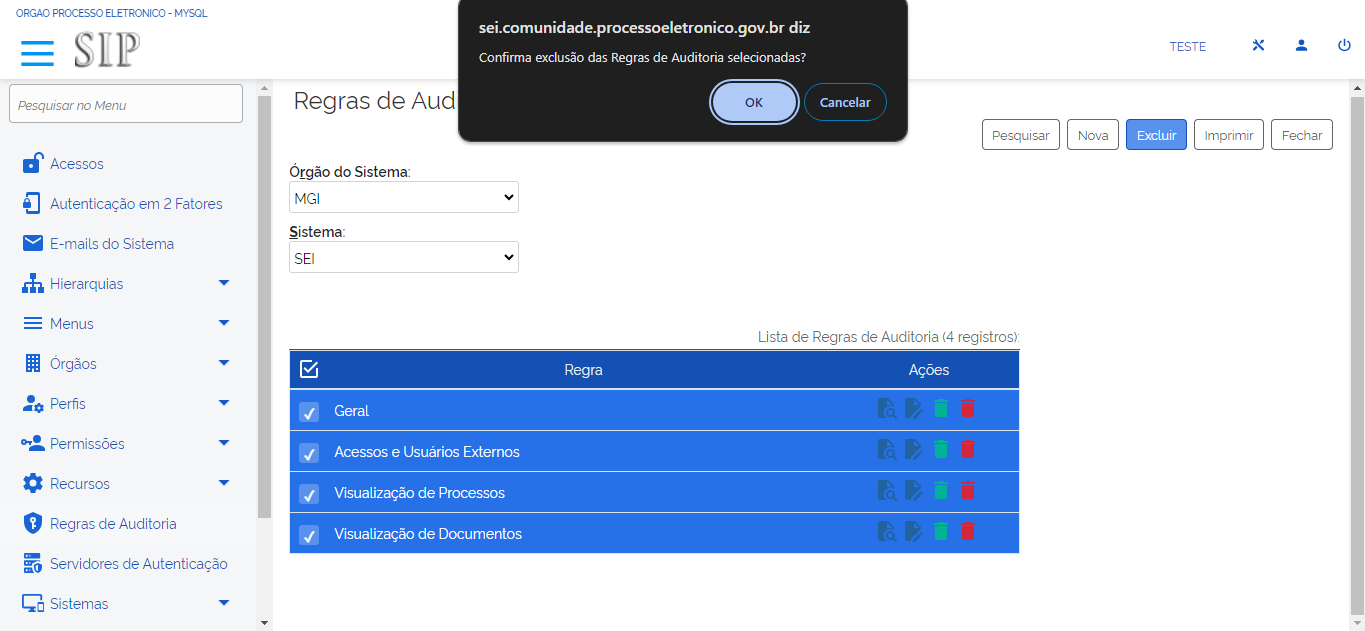 ORGAO PROCESSO ELETRONICO - MYSQL
SIP
sei.comunidade.processoeletronico.gov.br diz
Confirma exclusão das Regras de Auditoria selecionadas?
OK
Cancelar
TESTE
Pesquisar no Menu
Acessos
Autenticação em 2 Fatores
E-mails do Sistema
Hierarquias
Menus
Órgãos
Perfis
Permissões
Recursos
Regras de Auditoria
Servidores de Autenticação
Sistemas
Regras de Aud
Pesquisar
Nova
Excluir
Imprimir
Fechar
Órgão do Sistema:
MGI
Sistema:
SEI
Lista de Regras de Auditoria (4 registros):
Regra
Ações
Geral
Acessos e Usuários Externos
Visualização de Processos
Visualização de Documentos